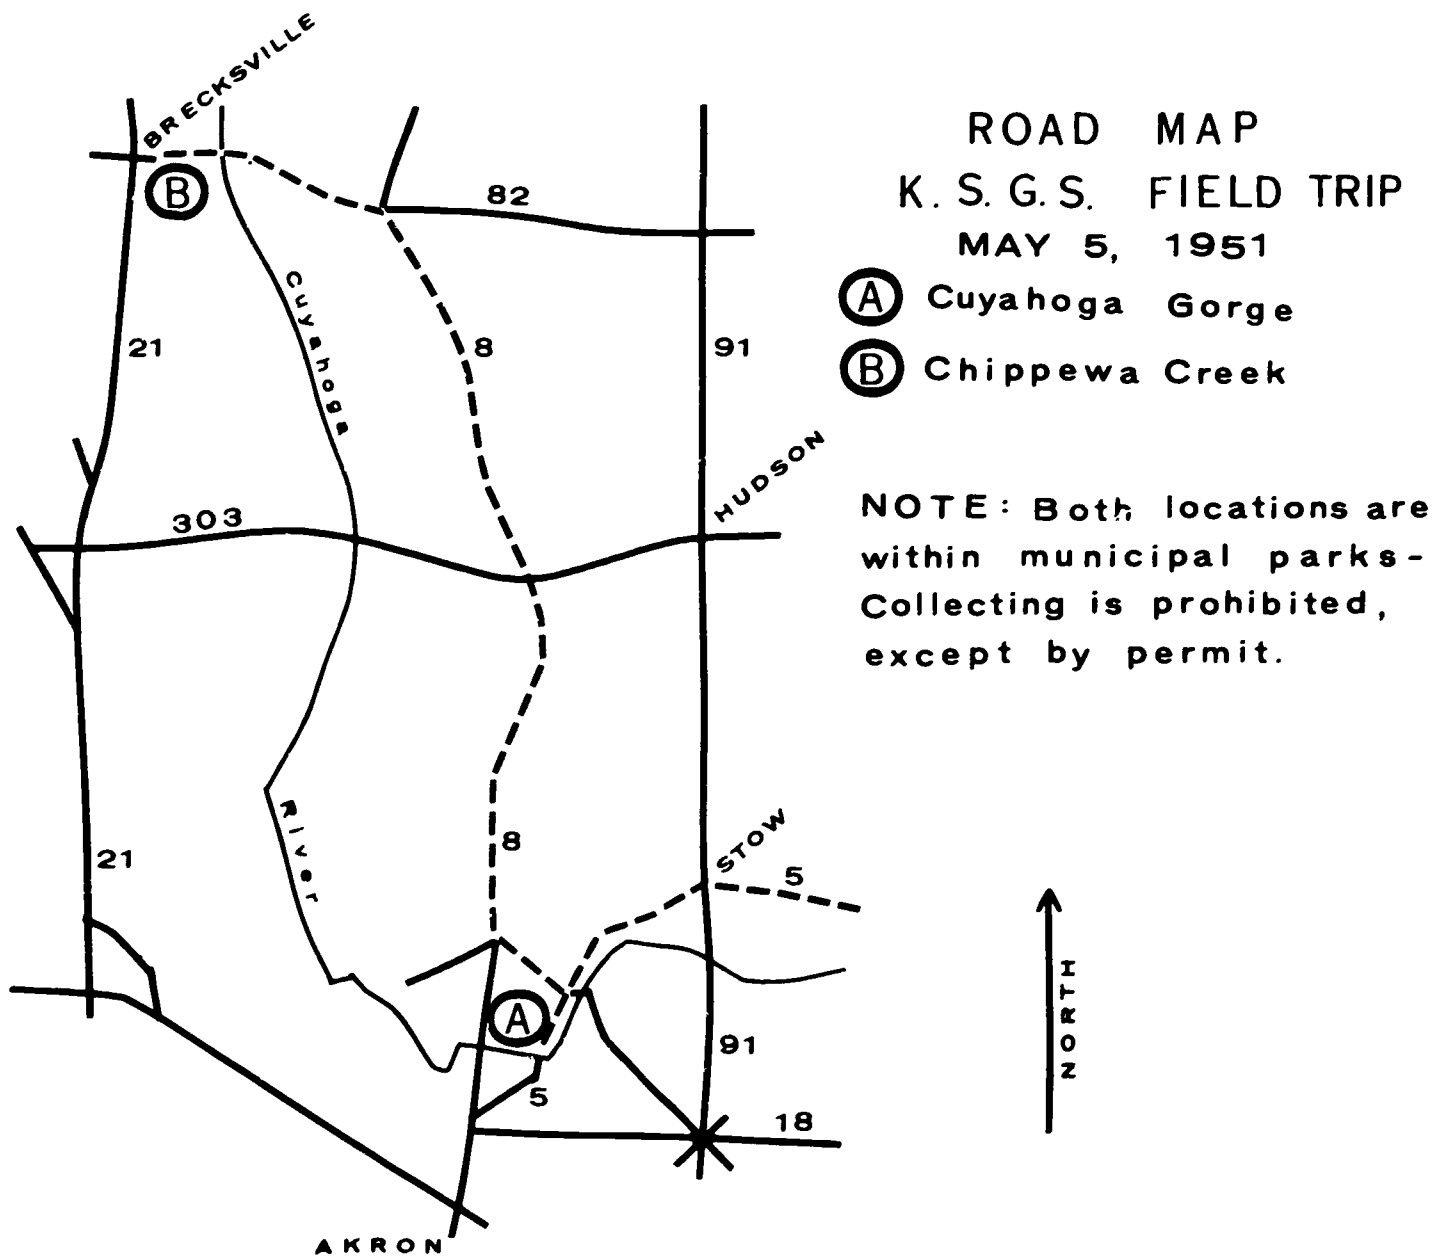 BRECKSVILLE
ROAD MAP
K. S. G. S. FIELD TRIP
MAY 5, 1951
A Cuyahoga Gorge
B Chippewa Creek
B
82
Cuyahoga
21
8
91
HUDSON
303
NOTE: Both locations are
within municipal parks-
Collecting is prohibited,
except by permit.
River
8
21
STOW
5
A
91
NORTH
5
18
AKRON